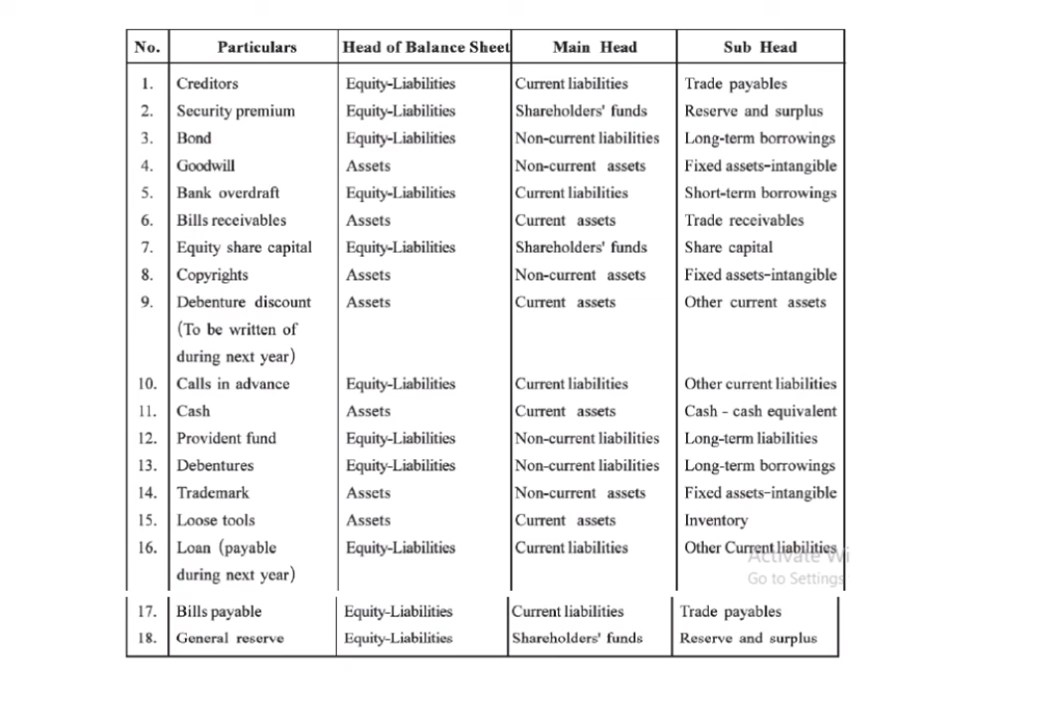 No. Particulars Head of Balance Sheet Main Head Sub Head
1. Creditors Equity-Liabilities Current liabilities Trade payables
2. Security premium Equity-Liabilities Shareholders' funds Reserve and surplus
3. Bond Equity-Liabilities Non-current liabilities Long-term borrowings
4. Goodwill Assets Non-current assets Fixed assets-intangible
5. Bank overdraft Equity-Liabilities Current liabilities Short-term borrowings
6. Bills receivables Assets Current assets Trade receivables
7. Equity share capital Equity-Liabilities Shareholders' funds Share capital
8. Copyrights Assets Non-current assets Fixed assets-intangible
9. Debenture discount Assets Current assets Other current assets
(To be written of
during next year)
10. Calls in advance Equity-Liabilities Current liabilities Other current liabilities
11. Cash Assets Current assets Cash - cash equivalent
12. Provident fund Equity-Liabilities Non-current liabilities Long-term liabilities
13. Debentures Equity-Liabilities Non-current liabilities Long-term borrowings
14. Trademark Assets Non-current assets Fixed assets-intangible
15. Loose tools Assets Current assets Inventory
16. Loan (payable Equity-Liabilities Current liabilities Other Current liabilities
Activate Wi
during next year)
Go to Settings
17. Bills payable Equity-Liabilities Current liabilities Trade payables
18. General reserve Equity-Liabilities Shareholders' funds Reserve and surplus